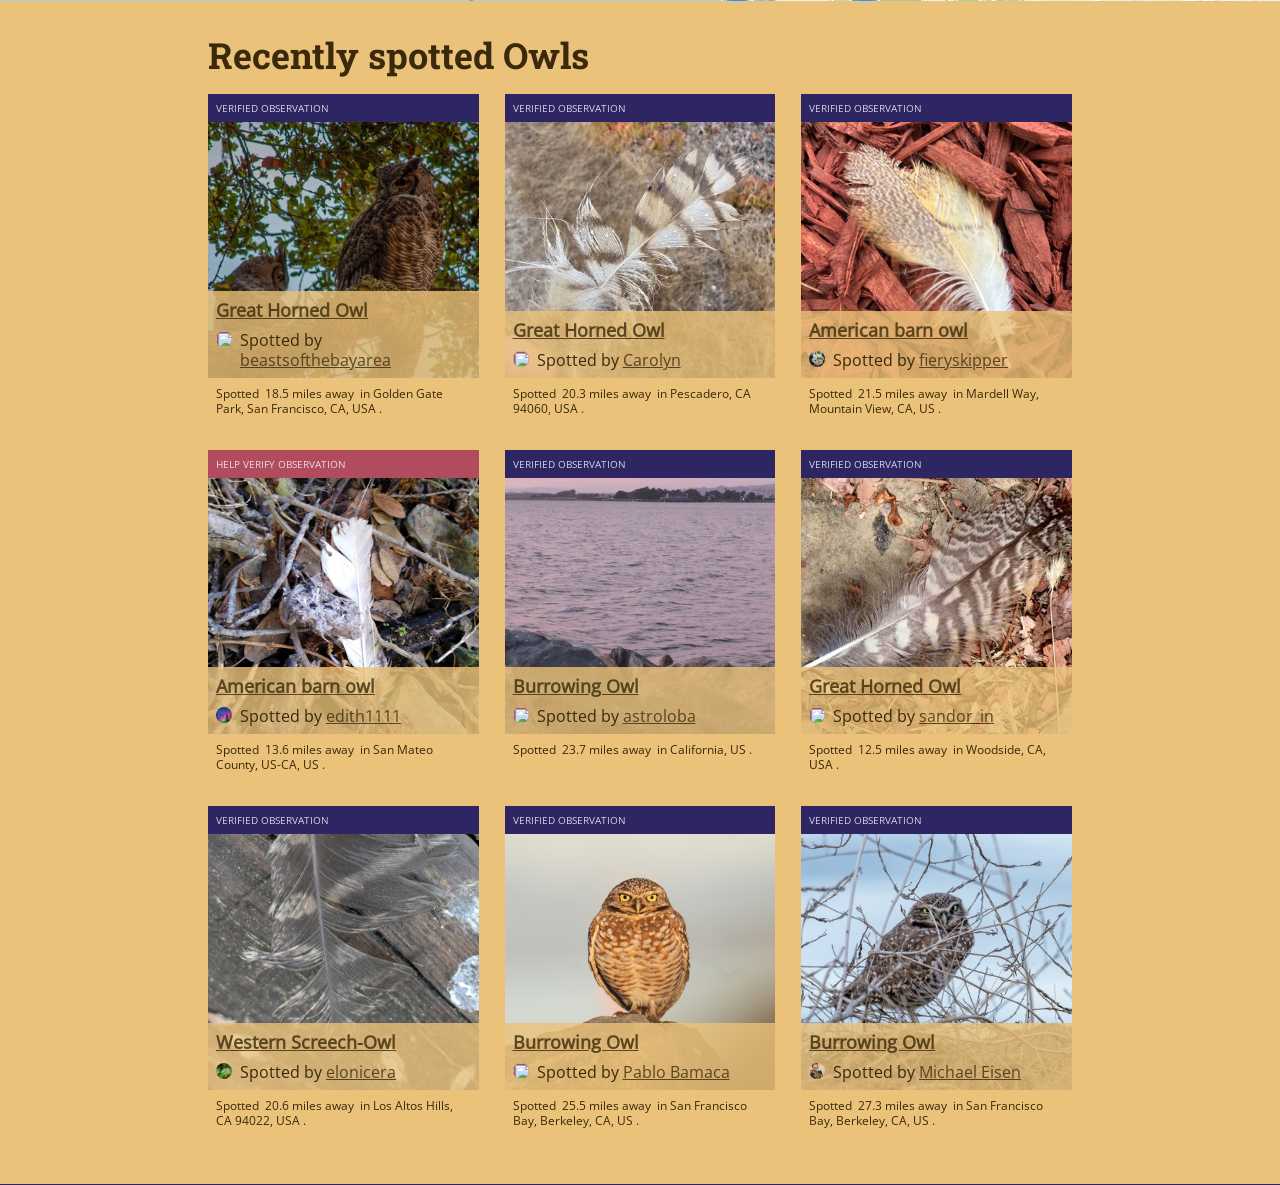 Recently spotted Owls
VERIFIED OBSERVATION
Great Horned Owl
Spotted by
beastsofthebayarea
Spotted 18.5 miles away in Golden Gate
Park, San Francisco, CA, USA .
VERIFIED OBSERVATION
Great Horned Owl
Spotted by Carolyn
Spotted 20.3 miles away in Pescadero, CA
94060, USA .
VERIFIED OBSERVATION
American barn owl
Spotted by fieryskipper
Spotted 21.5 miles away in Mardell Way,
Mountain View, CA, US .
HELP VERIFY OBSERVATION
American barn owl
Spotted by edith1111
Spotted 13.6 miles away in San Mateo
County, US-CA, US .
VERIFIED OBSERVATION
Burrowing Owl
Spotted by astroloba
Spotted 23.7 miles away in California, US .
VERIFIED OBSERVATION
Great Horned Owl
Spotted by sandor_in
Spotted 12.5 miles away in Woodside, CA,
USA .
VERIFIED OBSERVATION
Western Screech-Owl
Spotted by elonicera
Spotted 20.6 miles away in Los Altos Hills,
CA 94022, USA .
VERIFIED OBSERVATION
Burrowing Owl
Spotted by Pablo Bamaca
Spotted 25.5 miles away in San Francisco
Bay, Berkeley, CA, US .
VERIFIED OBSERVATION
Burrowing Owl
Spotted by Michael Eisen
Spotted 27.3 miles away in San Francisco
Bay, Berkeley, CA, US .